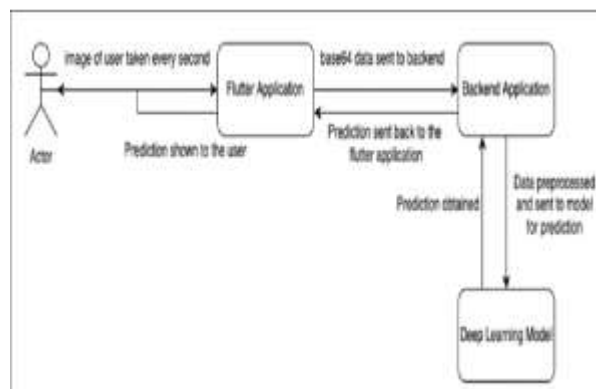 image of user taken every second
base64 data sent to backend
Flutter Application
Backend Application
Prediction shown to the user
Prediction sent back to the
flutter application
Actor
Prediction obtained
Data preprocessed
and sent to model
for prediction
Deep Learning Model